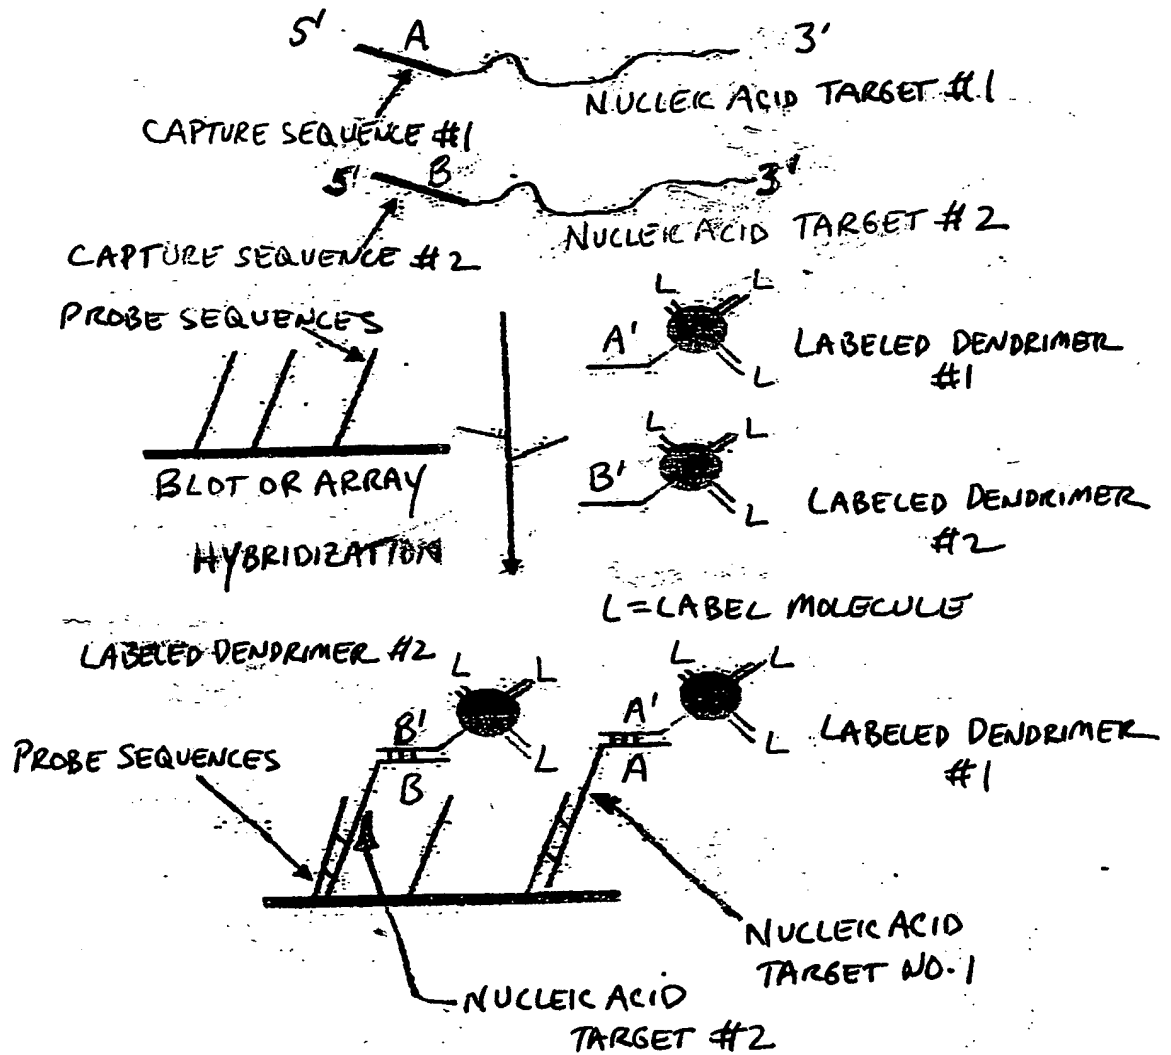 5' A 3'
NUCLEIC ACID TARGET #1
CAPTURE SEQUENCE #1
5' B 3'
NUCLEIC ACID TARGET #2
CAPTURE SEQUENCE #2
PROBE SEQUENCES
BLOT OR ARRAY
HYBRIDIZATION
L L
A'
L
LABELED DENDRIMER
#1
L L
B'
L
LABELED DENDRIMER
#2
L=LABEL MOLECULE
LABELED DENDRIMER #2
L L
B'
L
B
L L
A'
L
A
LABELED DENDRIMER
#1
PROBE SEQUENCES
NUCLEIC ACID
TARGET NO.1
NUCLEIC ACID
TARGET #2